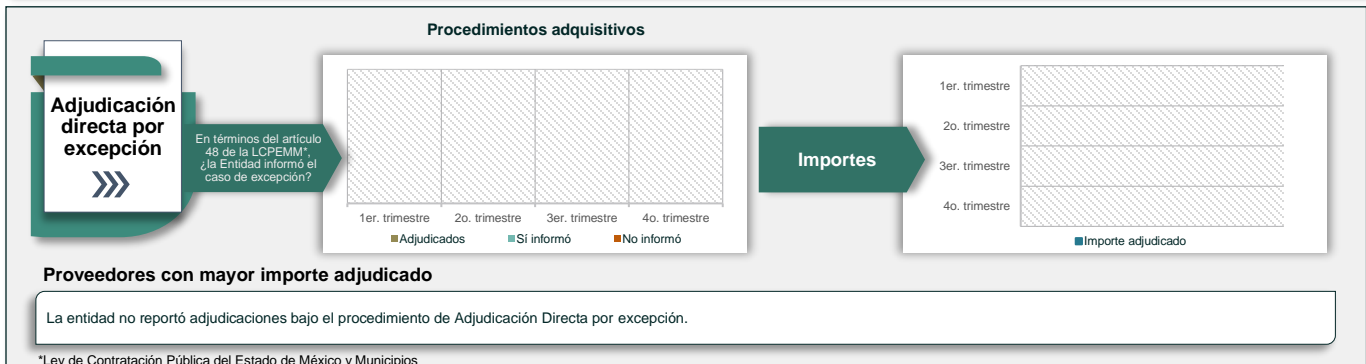 Procedimientos adquisitivos
Adjudicación
directa por
excepción
En términos del artículo
48 de la LCPEMM*,
¿la Entidad informó el
caso de excepción?
1er. trimestre 2o. trimestre 3er. trimestre 4o. trimestre
Adjudicados Sí informó No informó
Importes
1er. trimestre
2o. trimestre
3er. trimestre
4o. trimestre
Importe adjudicado
Proveedores con mayor importe adjudicado
La entidad no reportó adjudicaciones bajo el procedimiento de Adjudicación Directa por excepción.
*Ley de Contratación Pública del Estado de México y Municipios